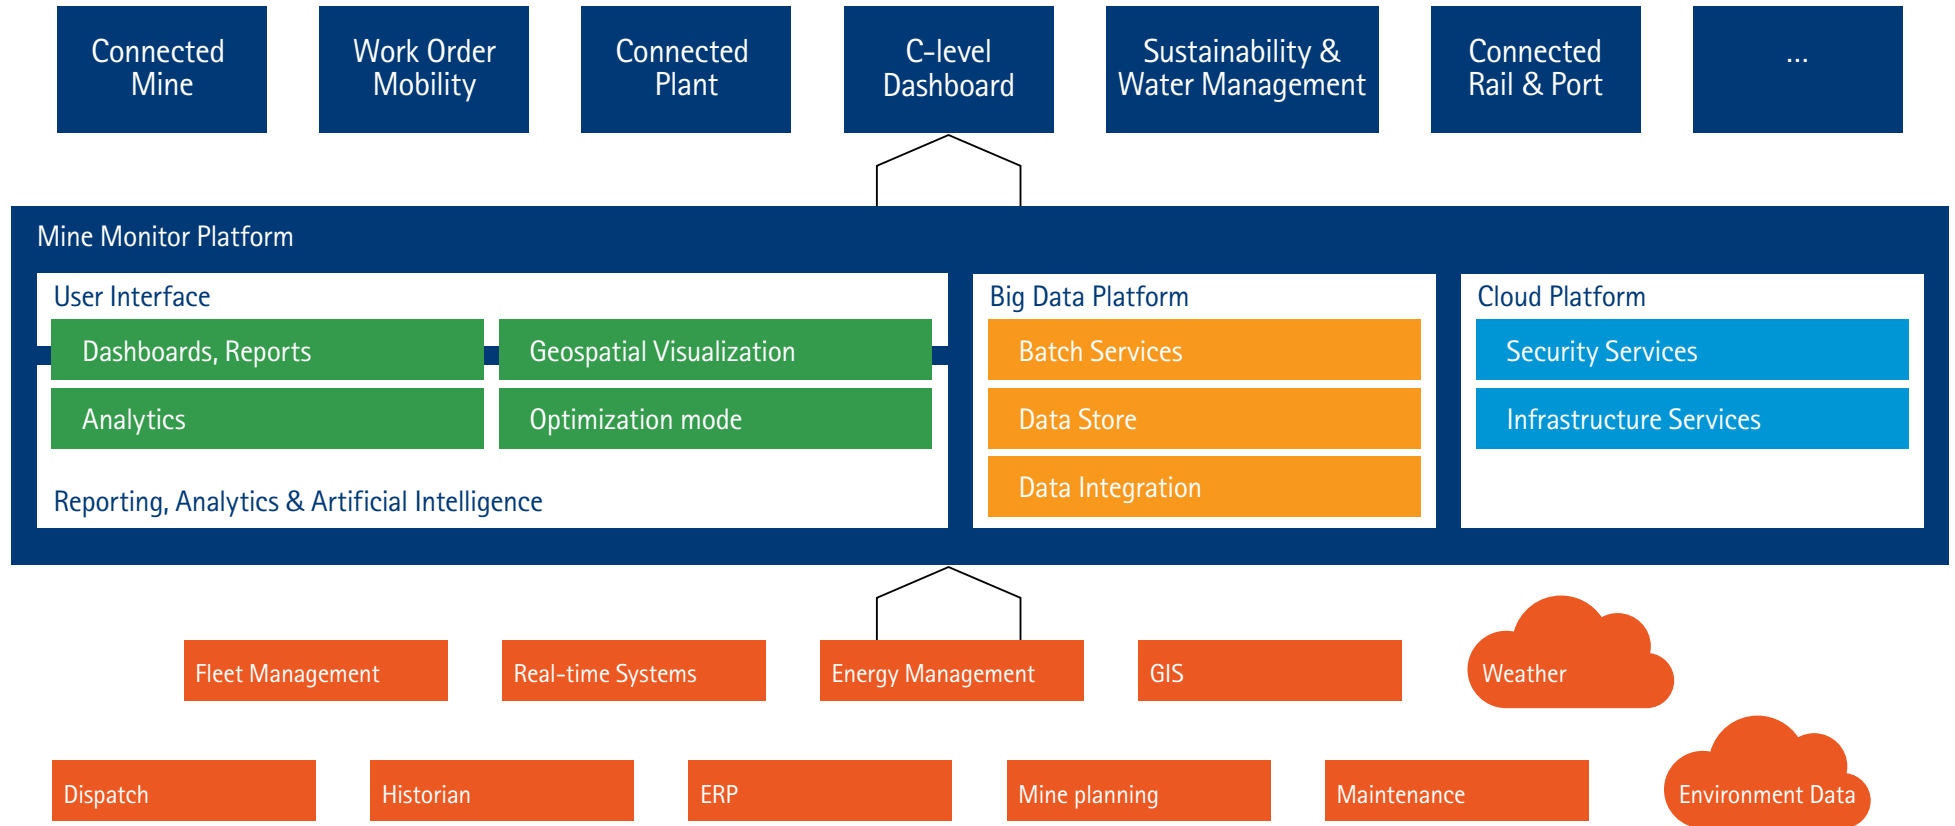 Connected
Mine
Work Order
Mobility
Connected
Plant
C-level
Dashboard
Sustainability &
Water Management
Connected
Rail & Port
...
Mine Monitor Platform
User Interface
Dashboards, Reports
Geospatial Visualization
Analytics
Optimization mode
Reporting, Analytics & Artificial Intelligence
Big Data Platform
Batch Services
Data Store
Data Integration
Cloud Platform
Security Services
Infrastructure Services
Fleet Management
Real-time Systems
Energy Management
GIS
Weather
Dispatch
Historian
ERP
Mine planning
Maintenance
Environment Data